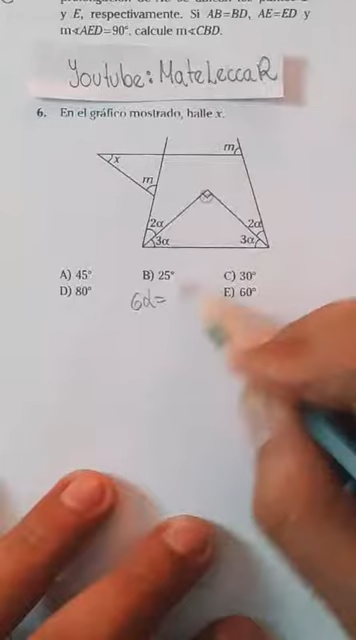 y E, respectivamente. Si AB=BD, AE=ED y
m∢AED=90°, calcule m∢CBD.
Youtube: MateLeccaR
6. En el gráfico mostrado, halle x.
m
x
m
2α 2α
3α 3α
A) 45° B) 25° C) 30°
D) 80° E) 60°
6α=